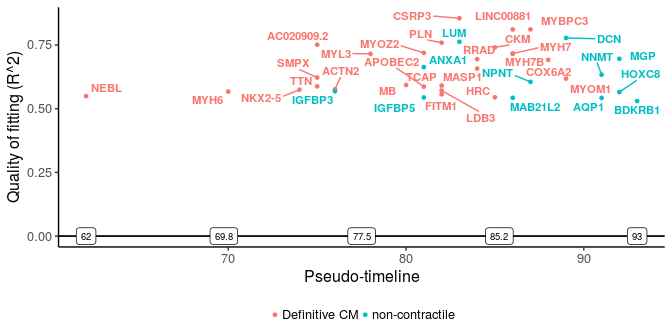 CSRP3
LINC00881
MYBPC3
AC020909.2
PLN
LUM
CKM
DCN
MYOZ2
RRAD
MYH7
MYL3
ANXA1
NNMT
MGP
SMPX
APOBEC2
MYH7B
ACTN2
TCAP
MASP1
NPNT
COX6A2
HOXC8
TTN
NEBL
MB
HRC
MYOM1
MYH6
NKX2-5
IGFBP3
IGFBP5
FITM1
MAB21L2
AQP1
BDKRB1
LDB3
Quality of fitting (R^2)
0.75
0.50
0.25
0.00
62
69.8
77.5
85.2
93
70
80
90
Pseudo-timeline
Definitive CM
non-contractile